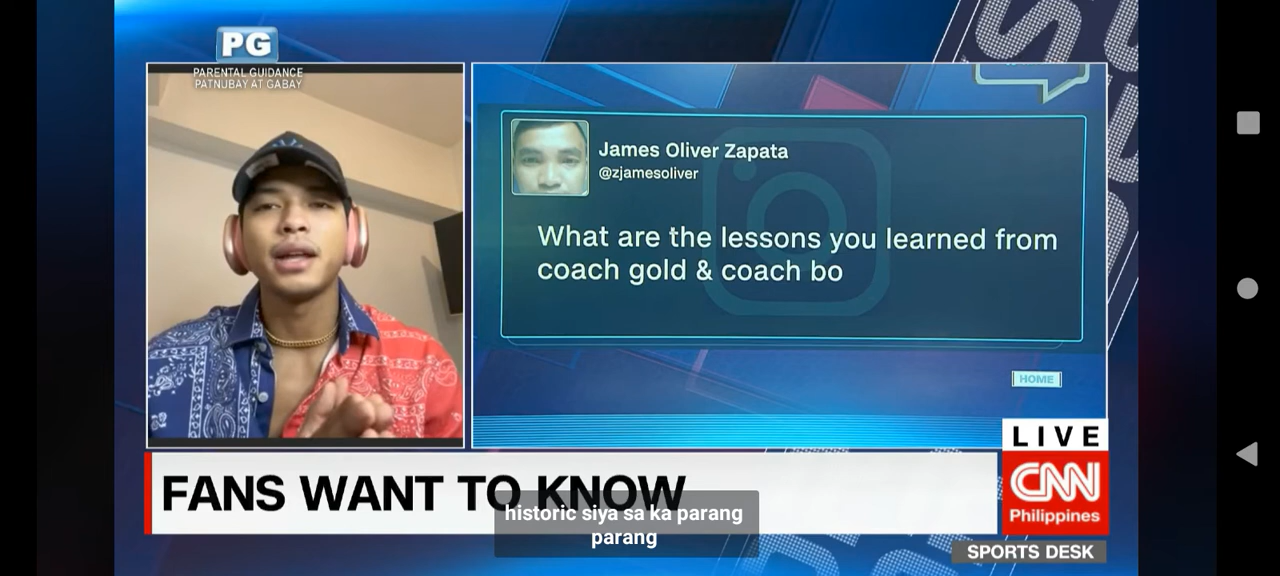 PG
PARENTAL GUIDANCE
PATNUBAY AT GABAY
James Oliver Zapata
@zjamesoliver
What are the lessons you learned from
coach gold & coach bo
HOME
LIVE
CNN
Philippines
FANS WANT TO KNOW
historic siya sa ka parang
parang
SPORTS DESK